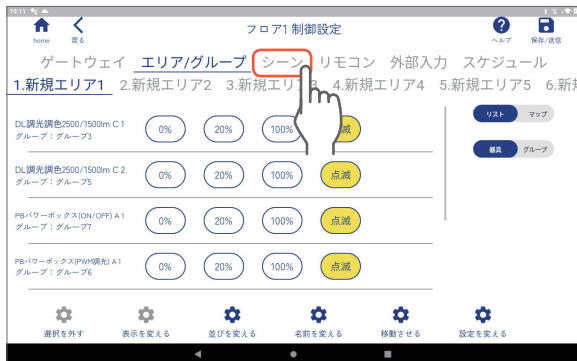 19:11
フロア1 制御設定
home
戻る
ヘルプ
保存/送信
ゲートウェイ エリア/グループ シーン リモコン 外部入力 スケジュール
1.新規エリア1 2.新規エリア2 3.新規 4.新規エリア4 5.新規エリア5 6.新規
リスト マップ
器具 グループ
DL調光調色2500/1500lm C 1
グループ：グループ3
0% 20% 100% 点滅
DL調光調色2500/1500lm C 2
グループ：グループ5
0% 20% 100% 点滅
PBパワーボックス(ON/OFF) A 1
グループ：グループ7
0% 20% 100% 点滅
PBパワーボックス(PWM調光) A 1
グループ：グループ6
0% 20% 100% 点滅
選択を外す 表示を変える 並びを変える 名前を変える 移動させる 設定を変える